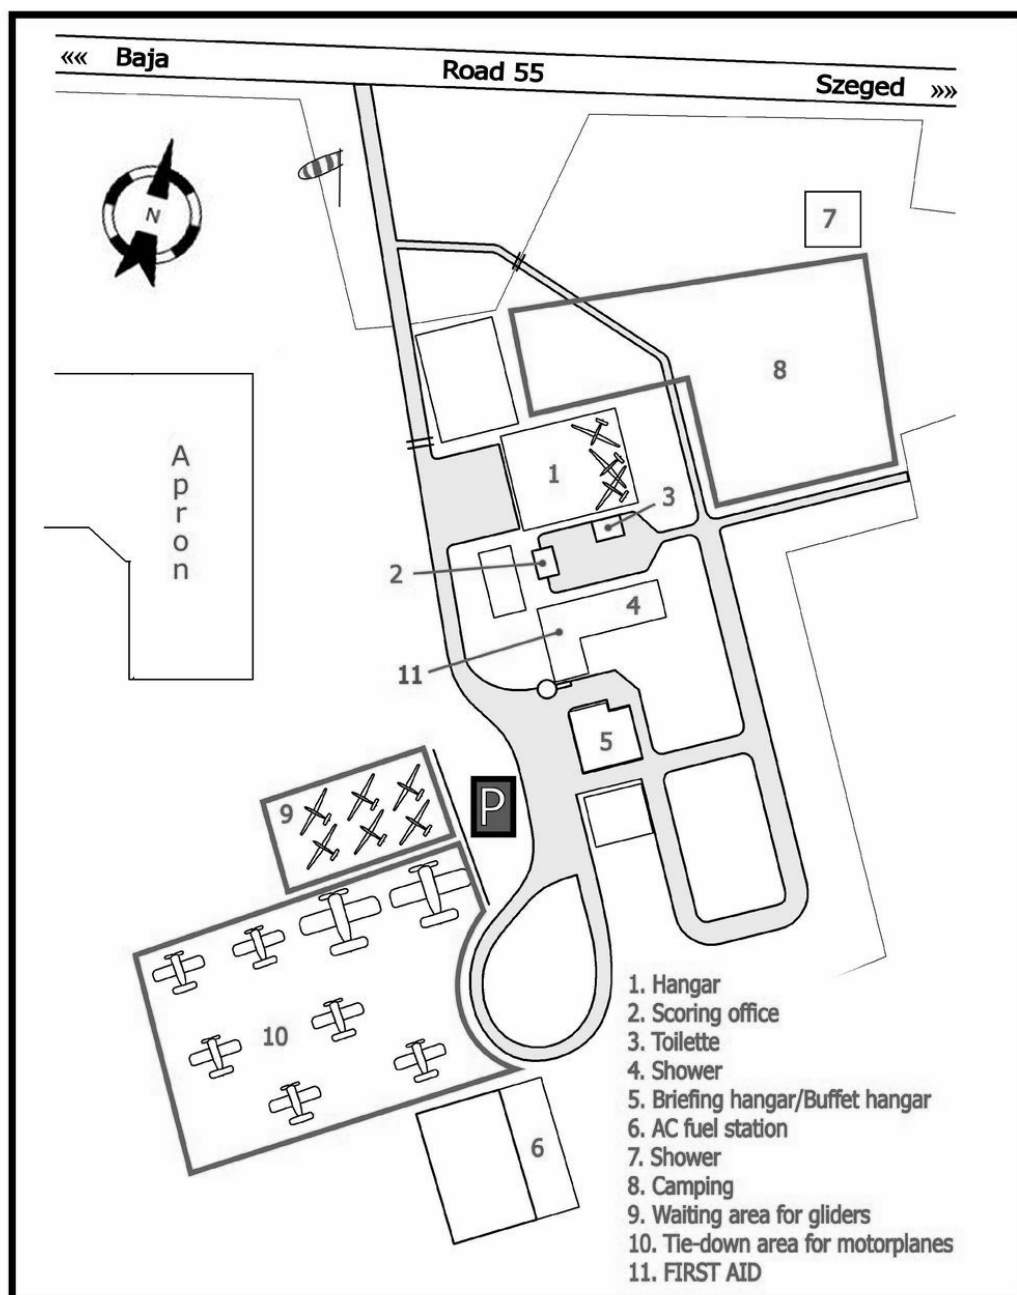 «« Baja
Road 55
Szeged »»
N
7
8
Apron
1
3
2
4
11
5
9
P
10
6
1. Hangar
2. Scoring office
3. Toilette
4. Shower
5. Briefing hangar/Buffet hangar
6. AC fuel station
7. Shower
8. Camping
9. Waiting area for gliders
10. Tie-down area for motorplanes
11. FIRST AID